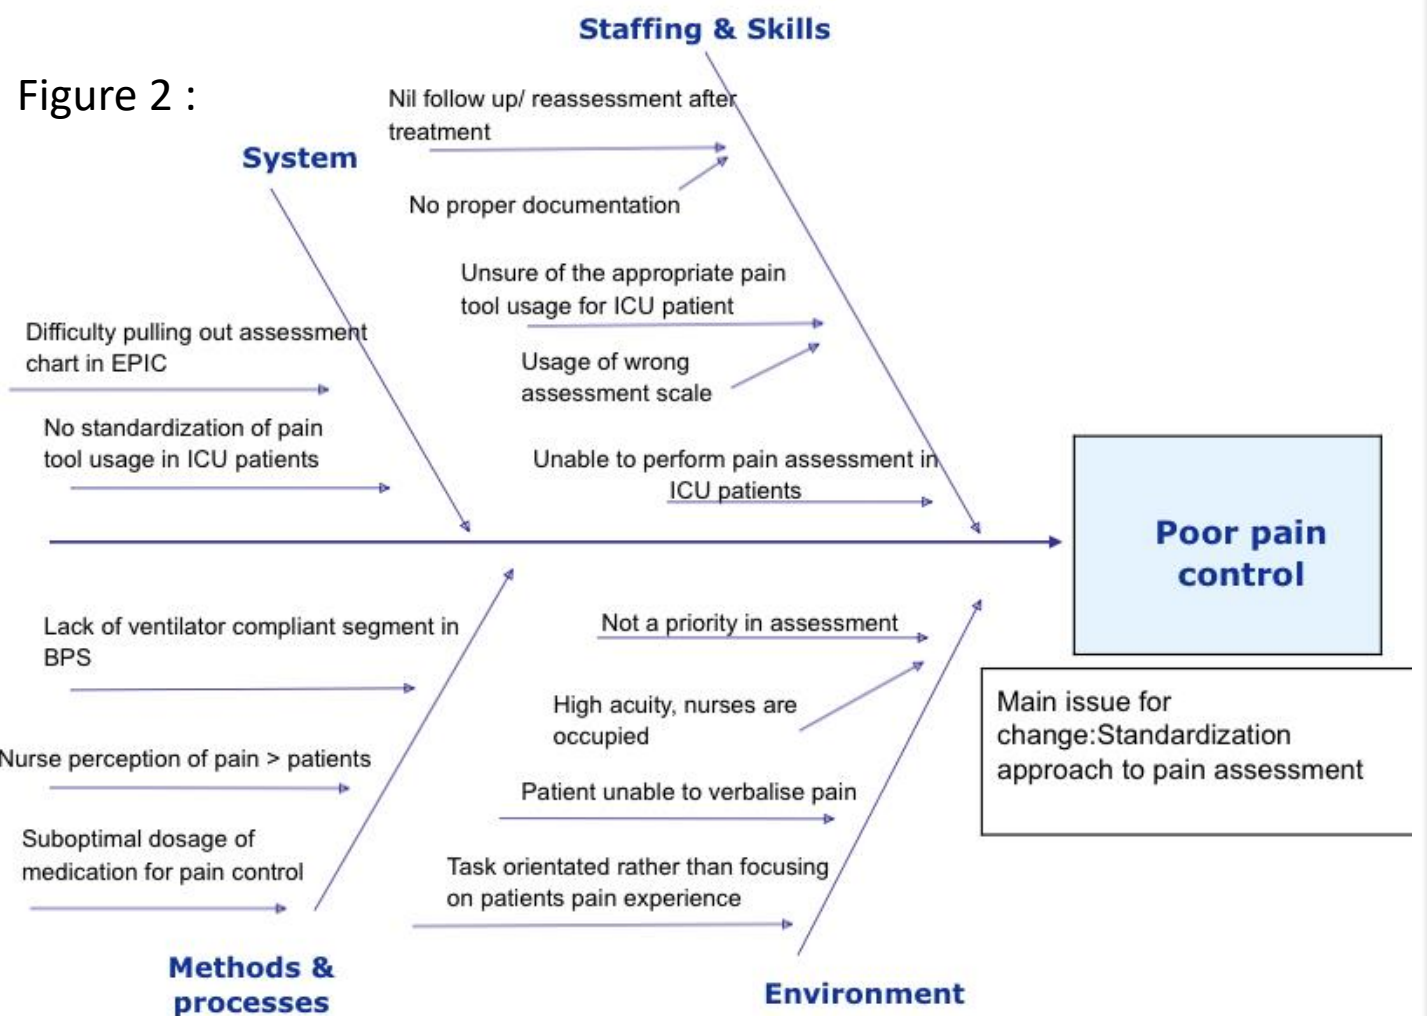 Staffing & Skills
Figure 2 :
Nil follow up/ reassessment after
treatment
System
No proper documentation
Unsure of the appropriate pain
tool usage for ICU patient
Difficulty pulling out assessment
chart in EPIC
Usage of wrong
assessment scale
No standardization of pain
tool usage in ICU patients
Unable to perform pain assessment in
ICU patients
Poor pain
control
Lack of ventilator compliant segment in
BPS
Not a priority in assessment
High acuity, nurses are
occupied
Main issue for
change:Standardization
approach to pain assessment
Nurse perception of pain > patients
Patient unable to verbalise pain
Suboptimal dosage of
medication for pain control
Task orientated rather than focusing
on patients pain experience
Methods &
processes
Environment